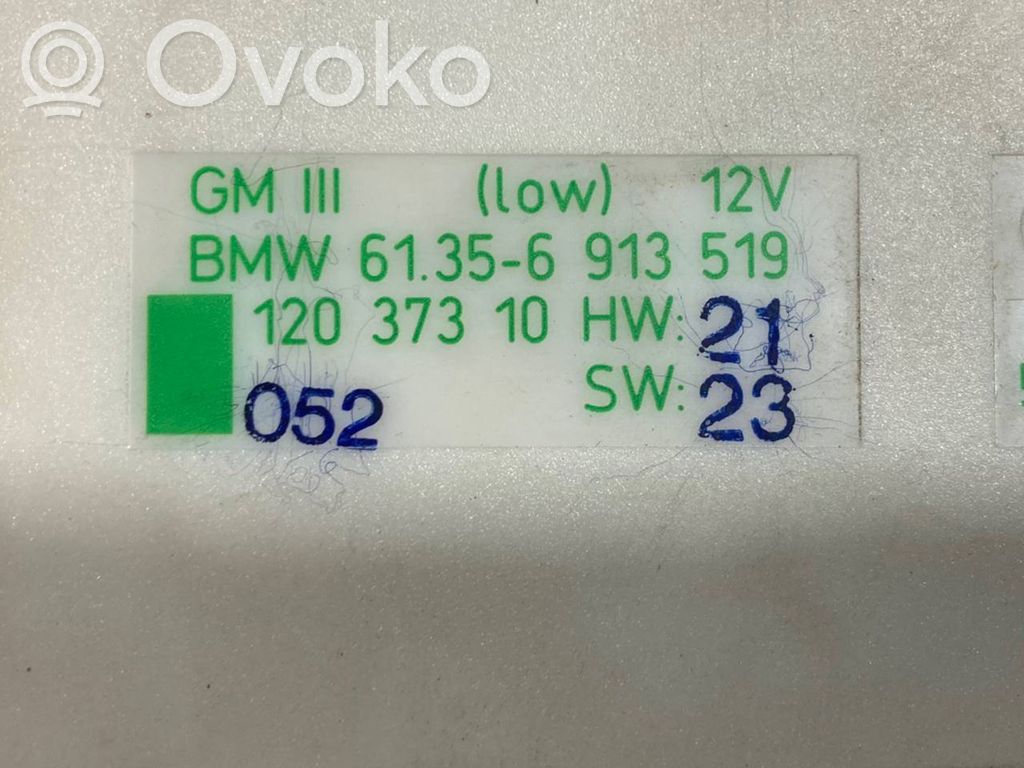 Ovoko
GM III (low) 12V
BMW 61.35-6 913 519
120 373 10 HW: 21
SW: 23
052